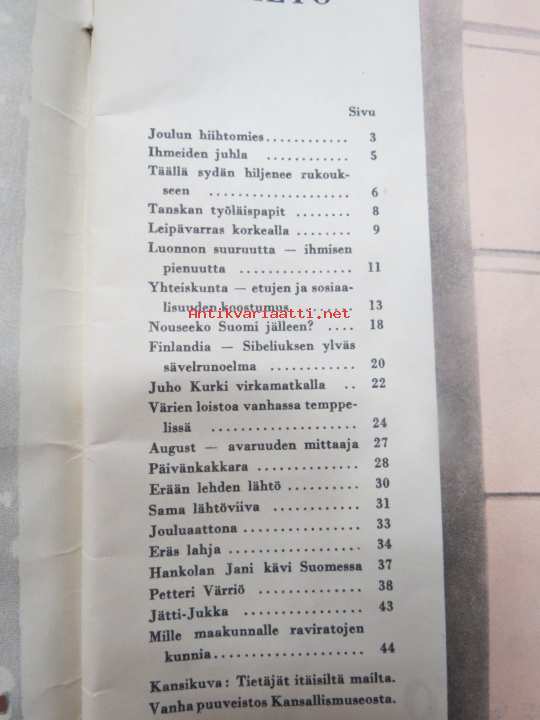 Sivu
Joulun hiihtomies............ 3
Ihmeiden juhla ............ 5
Täällä sydän hiljenee rukouk-
seen .................... 6
Tanskan työläispapit ........ 8
Leipävarras korkealla ........ 9
Luonnon suuruutta — ihmisen
pienuutta ................ 11
Yhteiskunta — etujen ja sosiaa-
lisuuden koostumus........ 13
Antikvariaatti.net
Nouseeko Suomi jälleen? .... 18
Finlandia — Sibeliuksen ylväs
sävelrunoelma ............ 20
Juho Kurki virkamatkalla .. 22
Värien loistoa vanhassa temppe-
lissä .................... 24
August — avaruuden mittaaja 27
Päivänkakkara .............. 28
Erään lehden lähtö .......... 30
Sama lähtöviiva ............ 31
Jouluaattona ................ 33
Eräs lahja .................. 34
Hankolan Jani kävi Suomessa 37
Petteri Värriö .............. 38
Jätti-Jukka ................ 43
Mille maakunnalle raviratojen
kunnia.................... 44
Kansikuva: Tietäjät itäisiltä mailta.
Vanha puuveistos Kansallismuseosta.